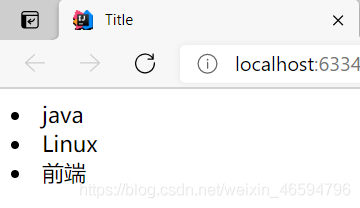 Title
localhost:6334
java
Linux
前端
https://blog.csdn.net/weixin_46594796